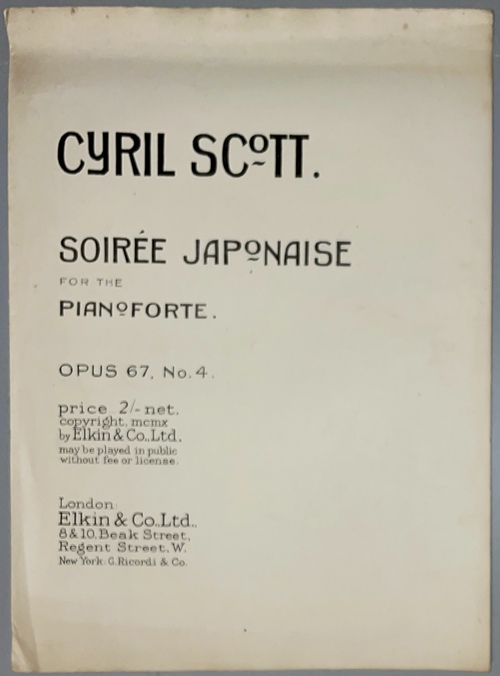 CYRIL SCOTT.
SOIRÉE JAPONAISE
FOR THE
PIANOFORTE.
OPUS 67, No. 4.
price 2/- net.
copyright, mcmx
by Elkin & Co., Ltd.
may be played in public
without fee or license.
London:
Elkin & Co., Ltd.,
8 & 10, Beak Street,
Regent Street, W.
New York: G. Ricordi & Co.